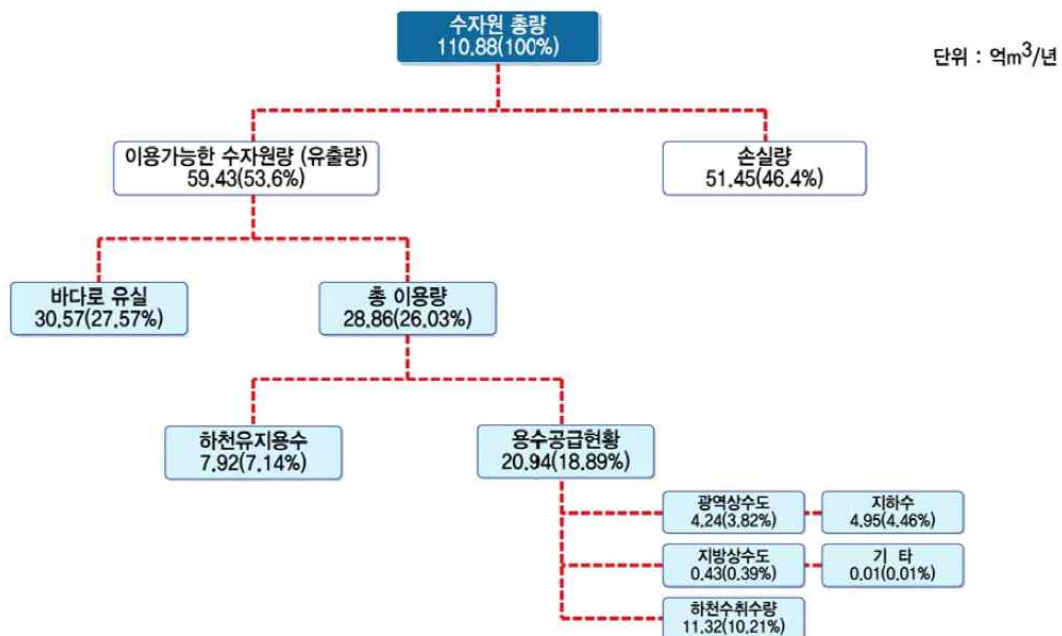 수자원 총량
110.88(100%)
단위 : 억m³/년
이용가능한 수자원량 (유출량)
59.43(53.6%)
손실량
51.45(46.4%)
바다로 유실
30.57(27.57%)
총 이용량
28.86(26.03%)
하천유지용수
7.92(7.14%)
용수공급현황
20.94(18.89%)
광역상수도
4.24(3.82%)
지하수
4.95(4.46%)
지방상수도
0.43(0.39%)
기 타
0.01(0.01%)
하천수취수량
11.32(10.21%)